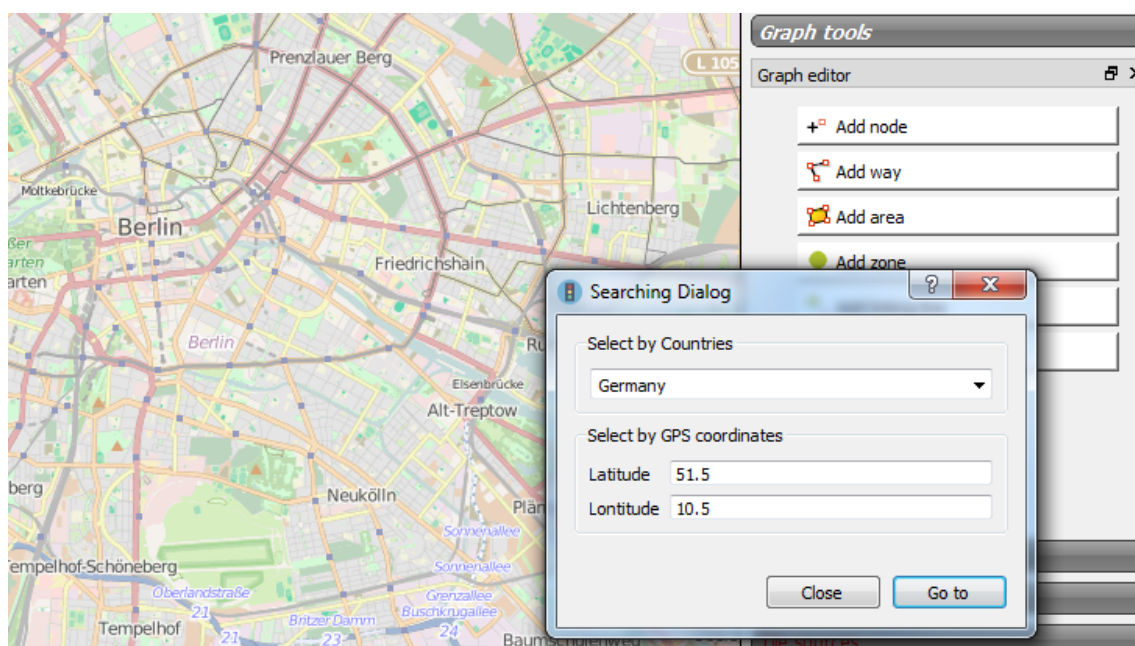 Prenzlauer Berg
L 105
Moltkebrücke
Berlin
Lichtenberg
Friedrichshain
Berlin
Elsenbrücke
Alt-Treptow
Neukölln
Sonnenallee
Sonnenallee
Oberlandstraße
Grenzallee
21
Britzer Damm
Buschkrugallee
Tempelhof
21
23
24
Graph tools
Graph editor
Add node
Add way
Add area
Add zone
Searching Dialog
?
X
Select by Countries
Germany
Select by GPS coordinates
Latitude 51.5
Lontitude 10.5
Close
Go to